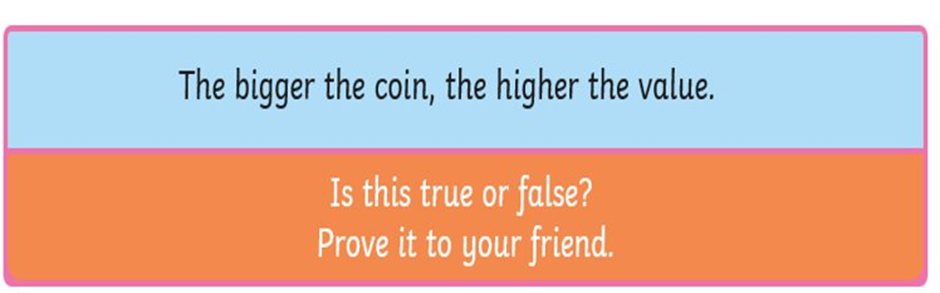 The bigger the coin, the higher the value.
Is this true or false?
Prove it to your friend.